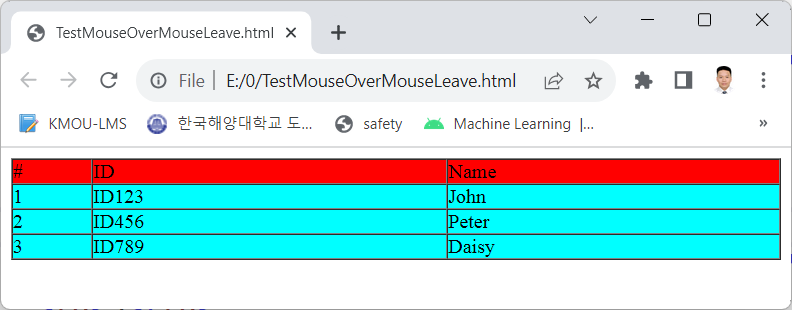 TestMouseOverMouseLeave.html
File | E:/0/TestMouseOverMouseLeave.html
KMOU-LMS 한국해양대학교 도... safety Machine Learning |...
# ID Name
1 ID123 John
2 ID456 Peter
3 ID789 Daisy